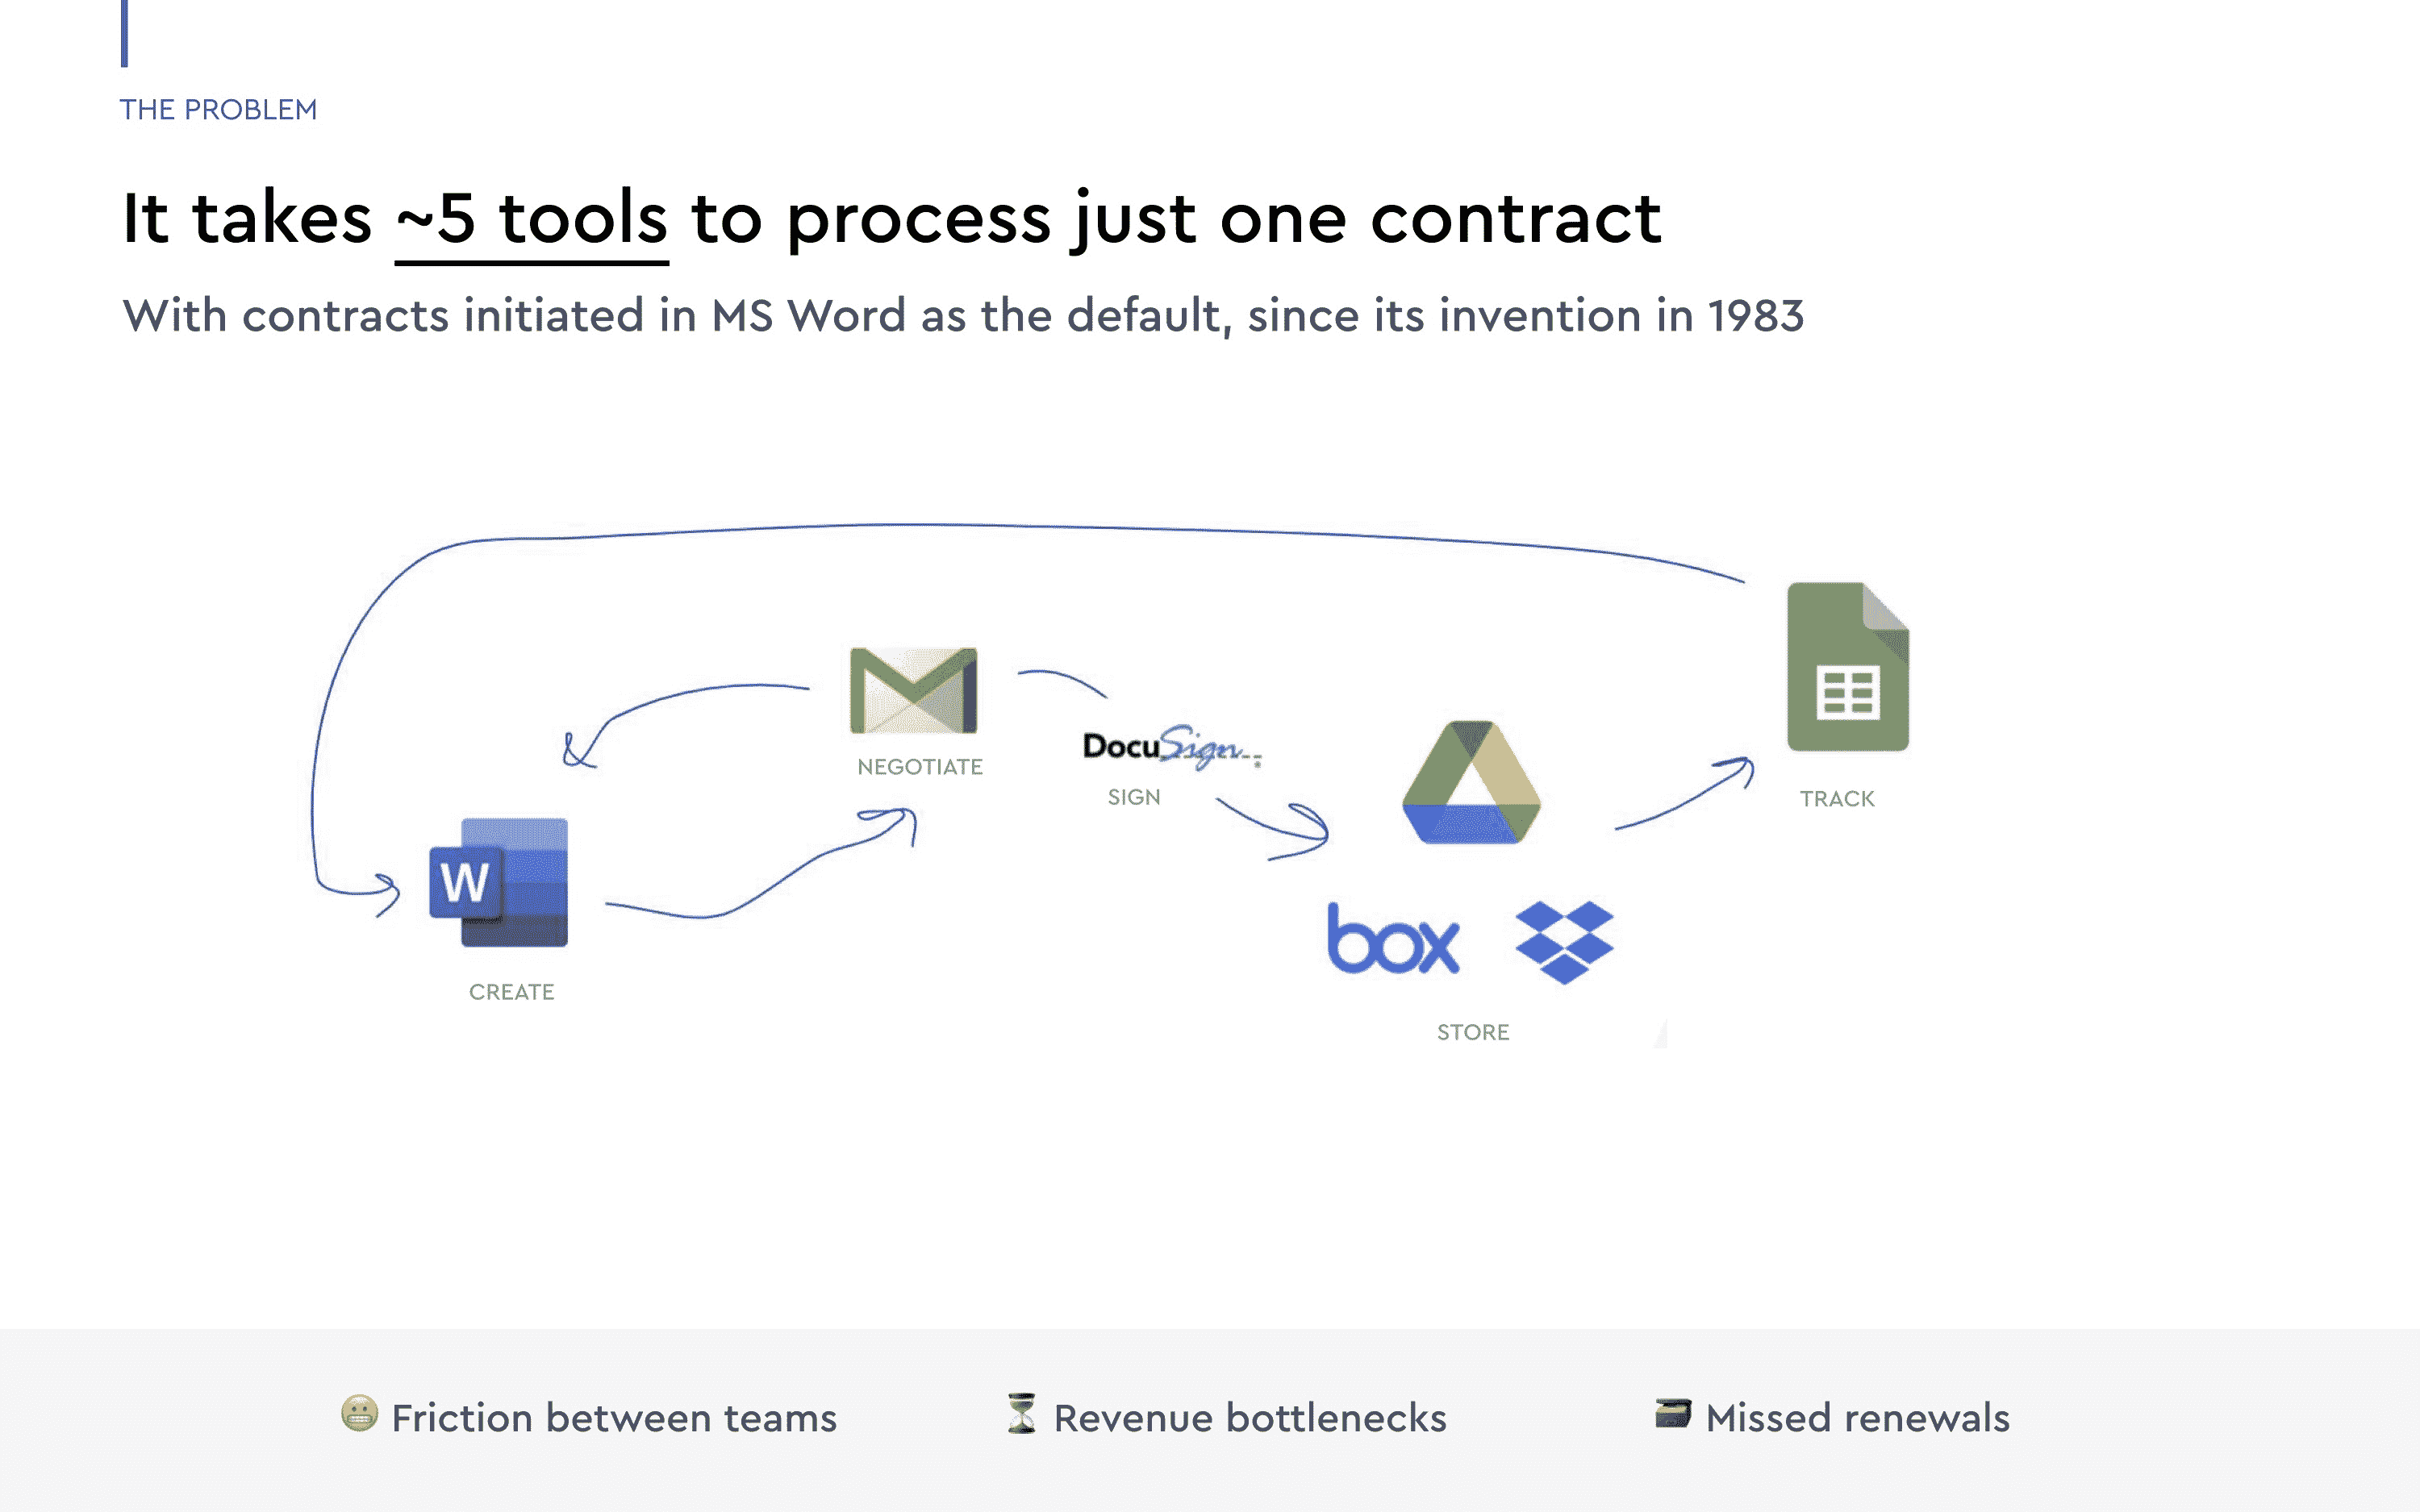 THE PROBLEM
It takes ~5 tools to process just one contract
With contracts initiated in MS Word as the default, since its invention in 1983
NEGOTIATE
DocuSign
SIGN
TRACK
W
CREATE
box
STORE
Friction between teams
Revenue bottlenecks
Missed renewals